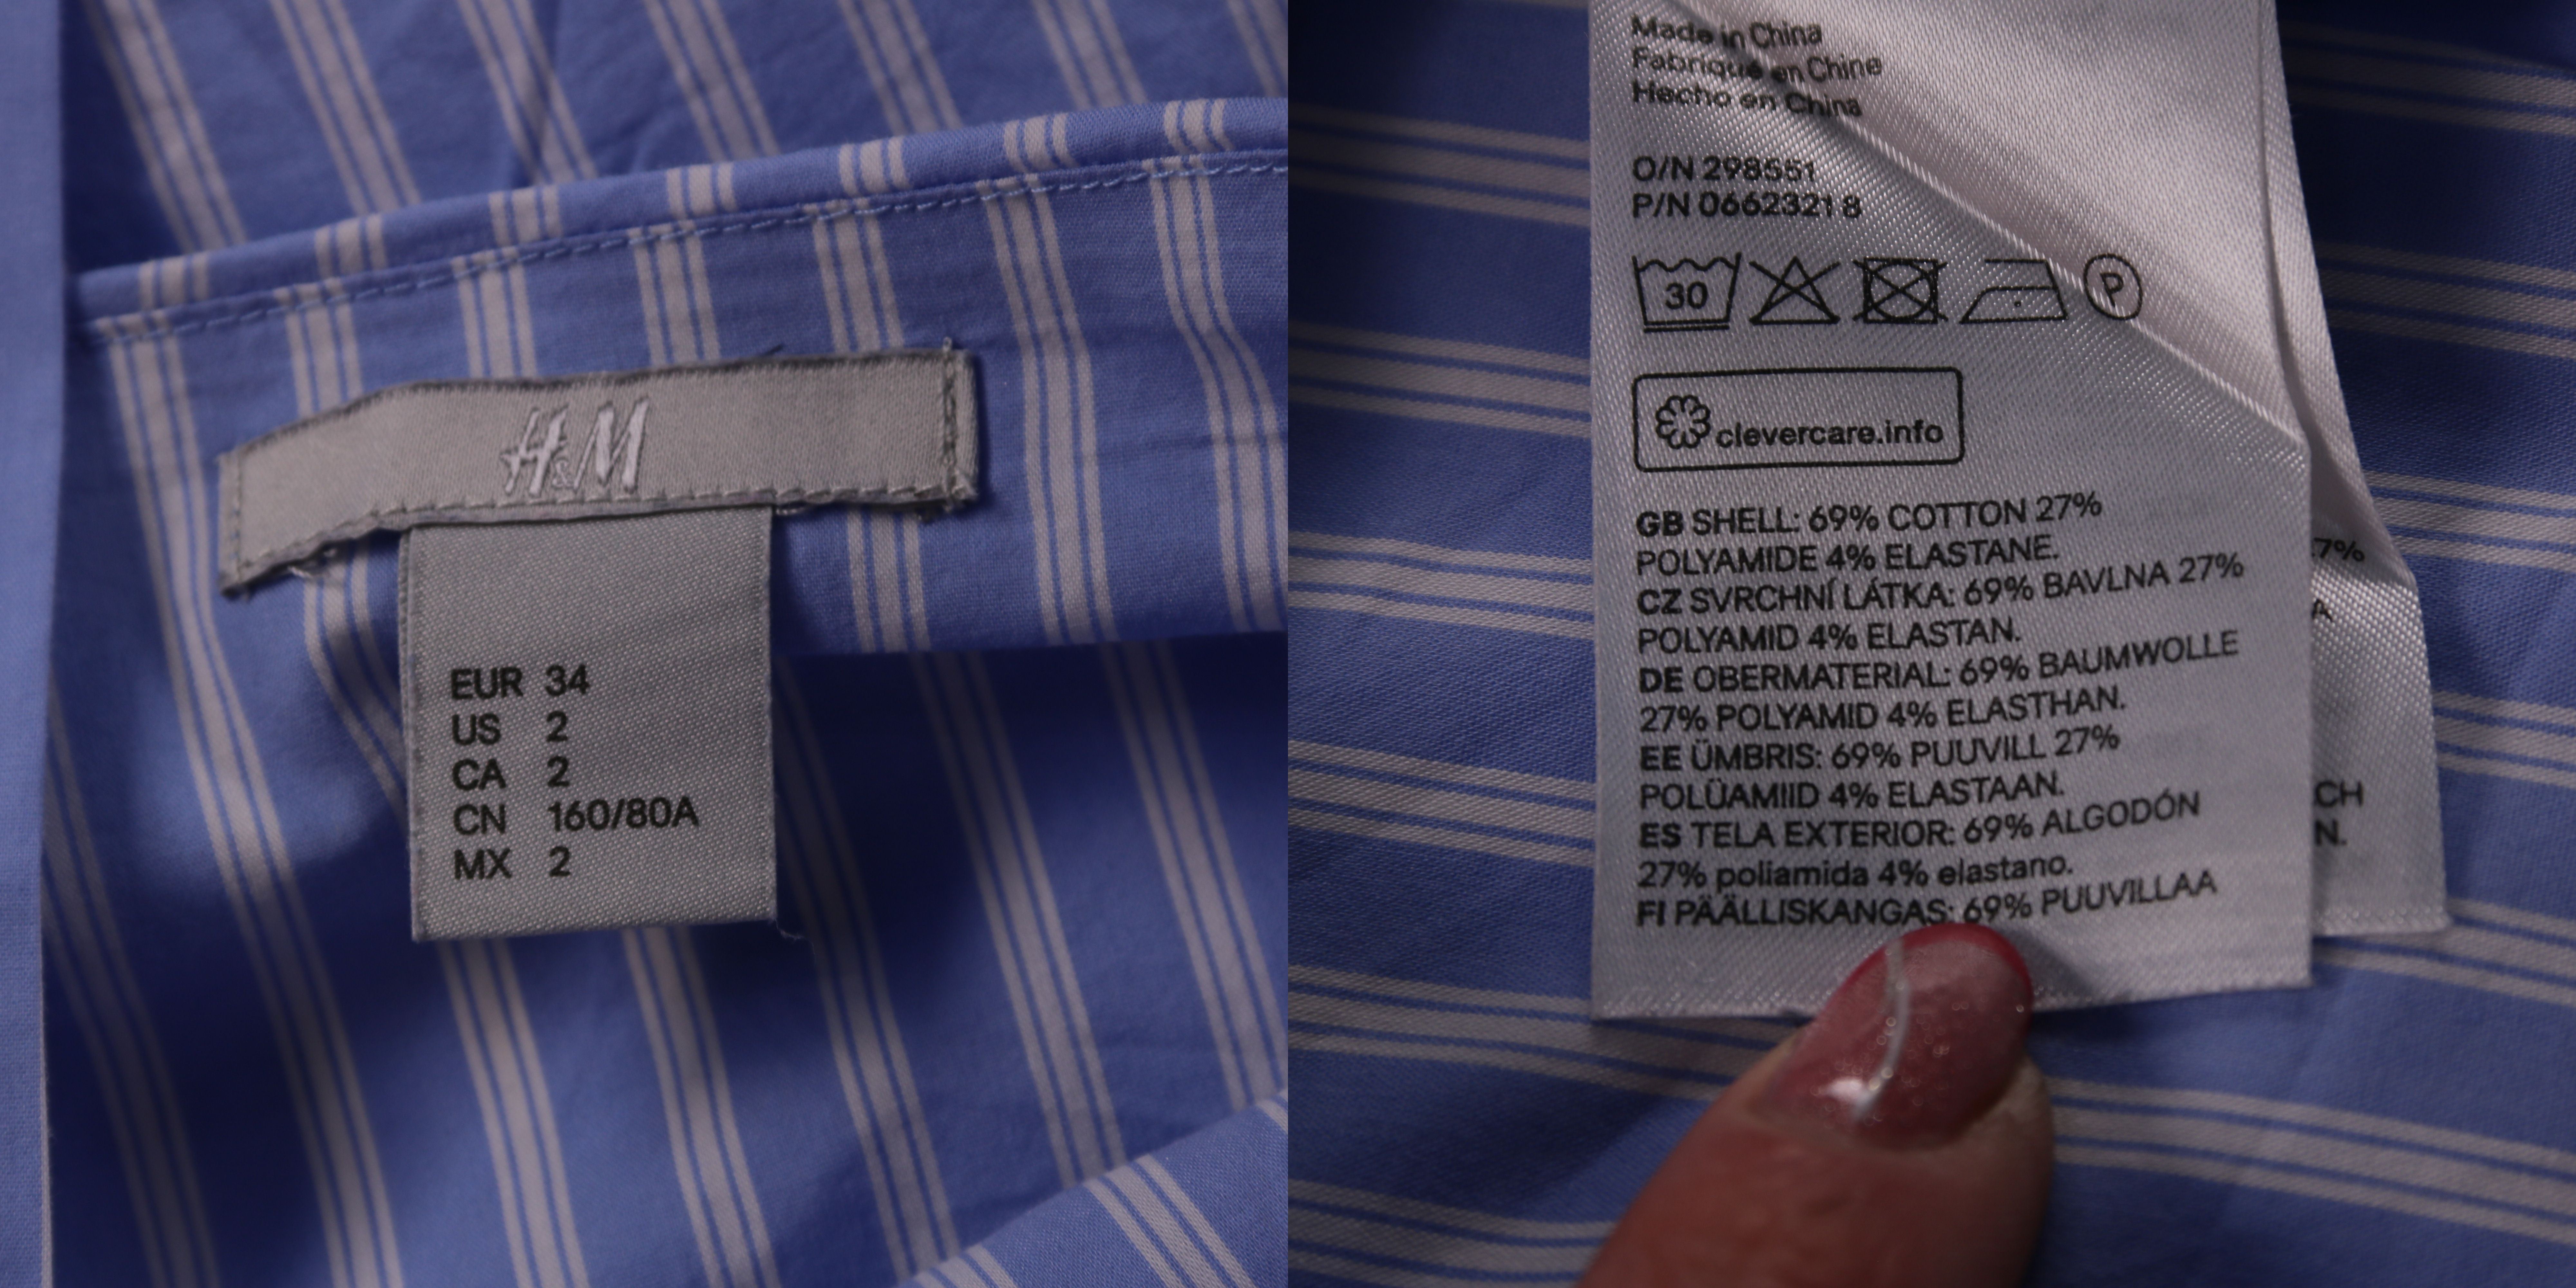 H&M
EUR 34
US 2
CA 2
CN 160/80A
MX 2
Made in China
Fabriqué en Chine
Hecho en China
O/N 298551
P/N 06623218
30
P
clevercare.info
GB SHELL: 69% COTTON 27%
POLYAMIDE 4% ELASTANE.
CZ SVRCHNÍ LÁTKA: 69% BAVLNA 27%
POLYAMID 4% ELASTAN.
DE OBERMATERIAL: 69% BAUMWOLLE
27% POLYAMID 4% ELASTHAN.
EE ÜMBRIS: 69% PUUVILL 27%
POLÜAMIID 4% ELASTAAN.
ES TELA EXTERIOR: 69% ALGODÓN
27% poliamida 4% elastano.
FI PÄÄLLISKANGAS: 69% PUUVILLAA